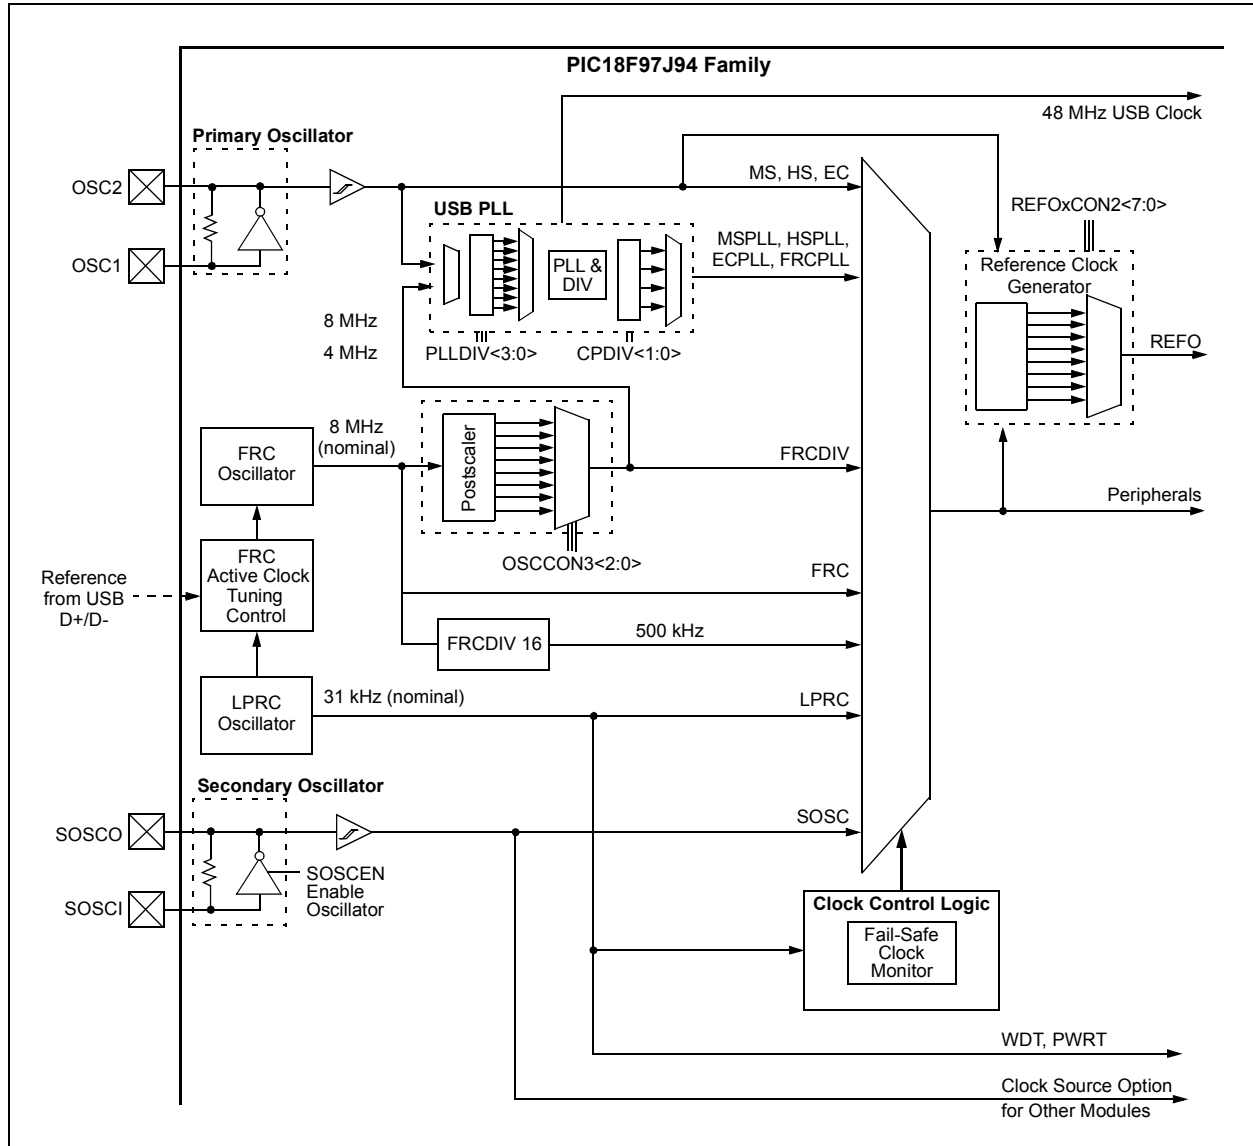 PIC18F97J94 Family
48 MHz USB Clock
Primary Oscillator
OSC2
OSC1
MS, HS, EC
USB PLL
REFOxCON2<7:0>
MSPLL, HSPLL,
ECPLL, FRCPLL
PLL &
DIV
Reference Clock
Generator
8 MHz
4 MHz
PLLDIV<3:0>
CPDIV<1:0>
REFO
8 MHz
(nominal)
FRC
Oscillator
Postscaler
FRCDIV
Peripherals
OSCCON3<2:0>
FRC
Active Clock
Tuning
Control
Reference
from USB
D+/D-
FRC
FRCDIV 16
500 kHz
LPRC
Oscillator
31 kHz (nominal)
LPRC
Secondary Oscillator
SOSCO
SOSCI
SOSCEN
Enable
Oscillator
SOSC
Clock Control Logic
Fail-Safe
Clock
Monitor
WDT, PWRT
Clock Source Option
for Other Modules